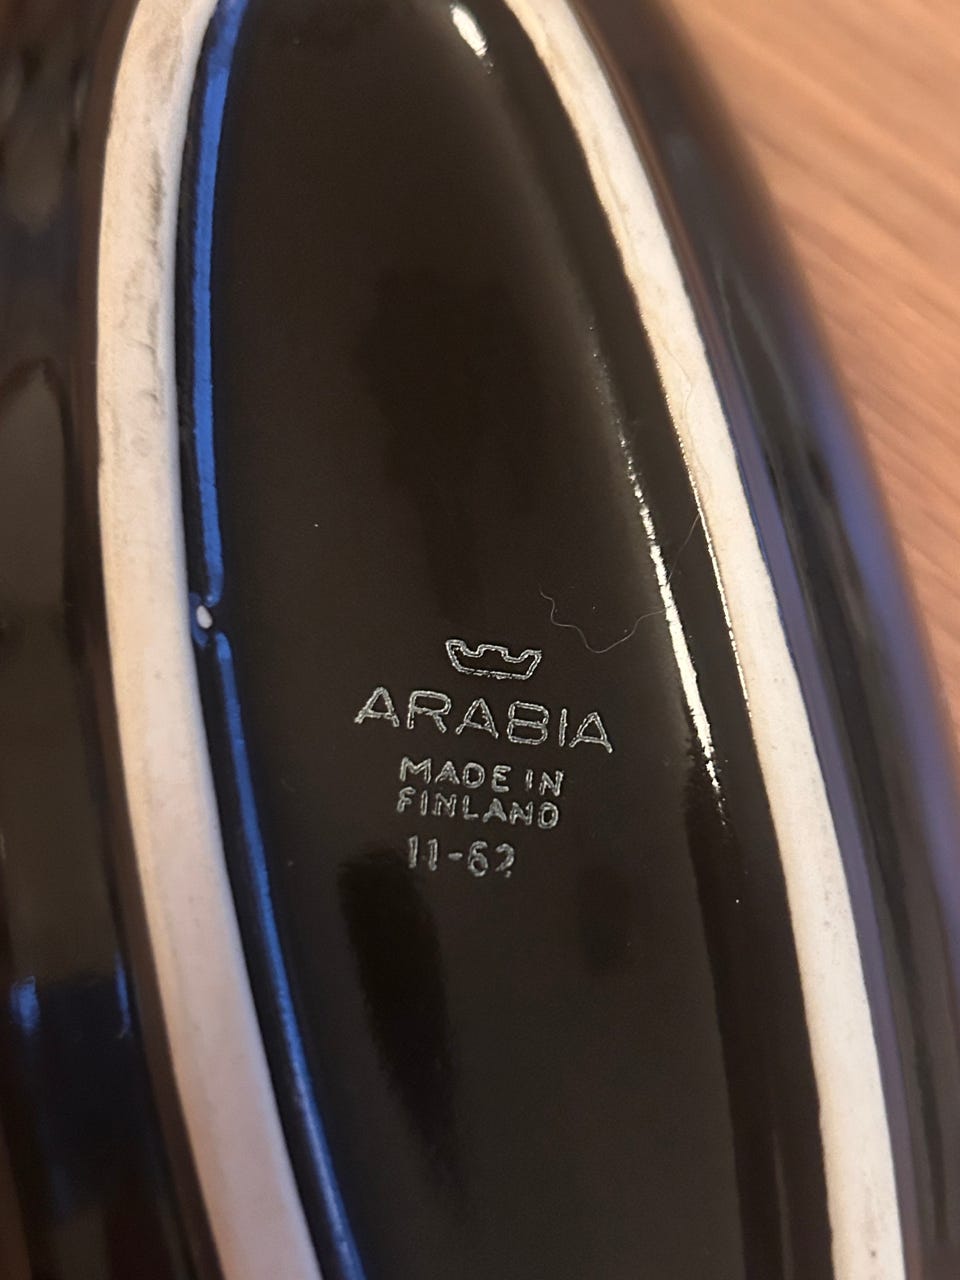 ARABIA
MADE IN
FINLAND
11-62